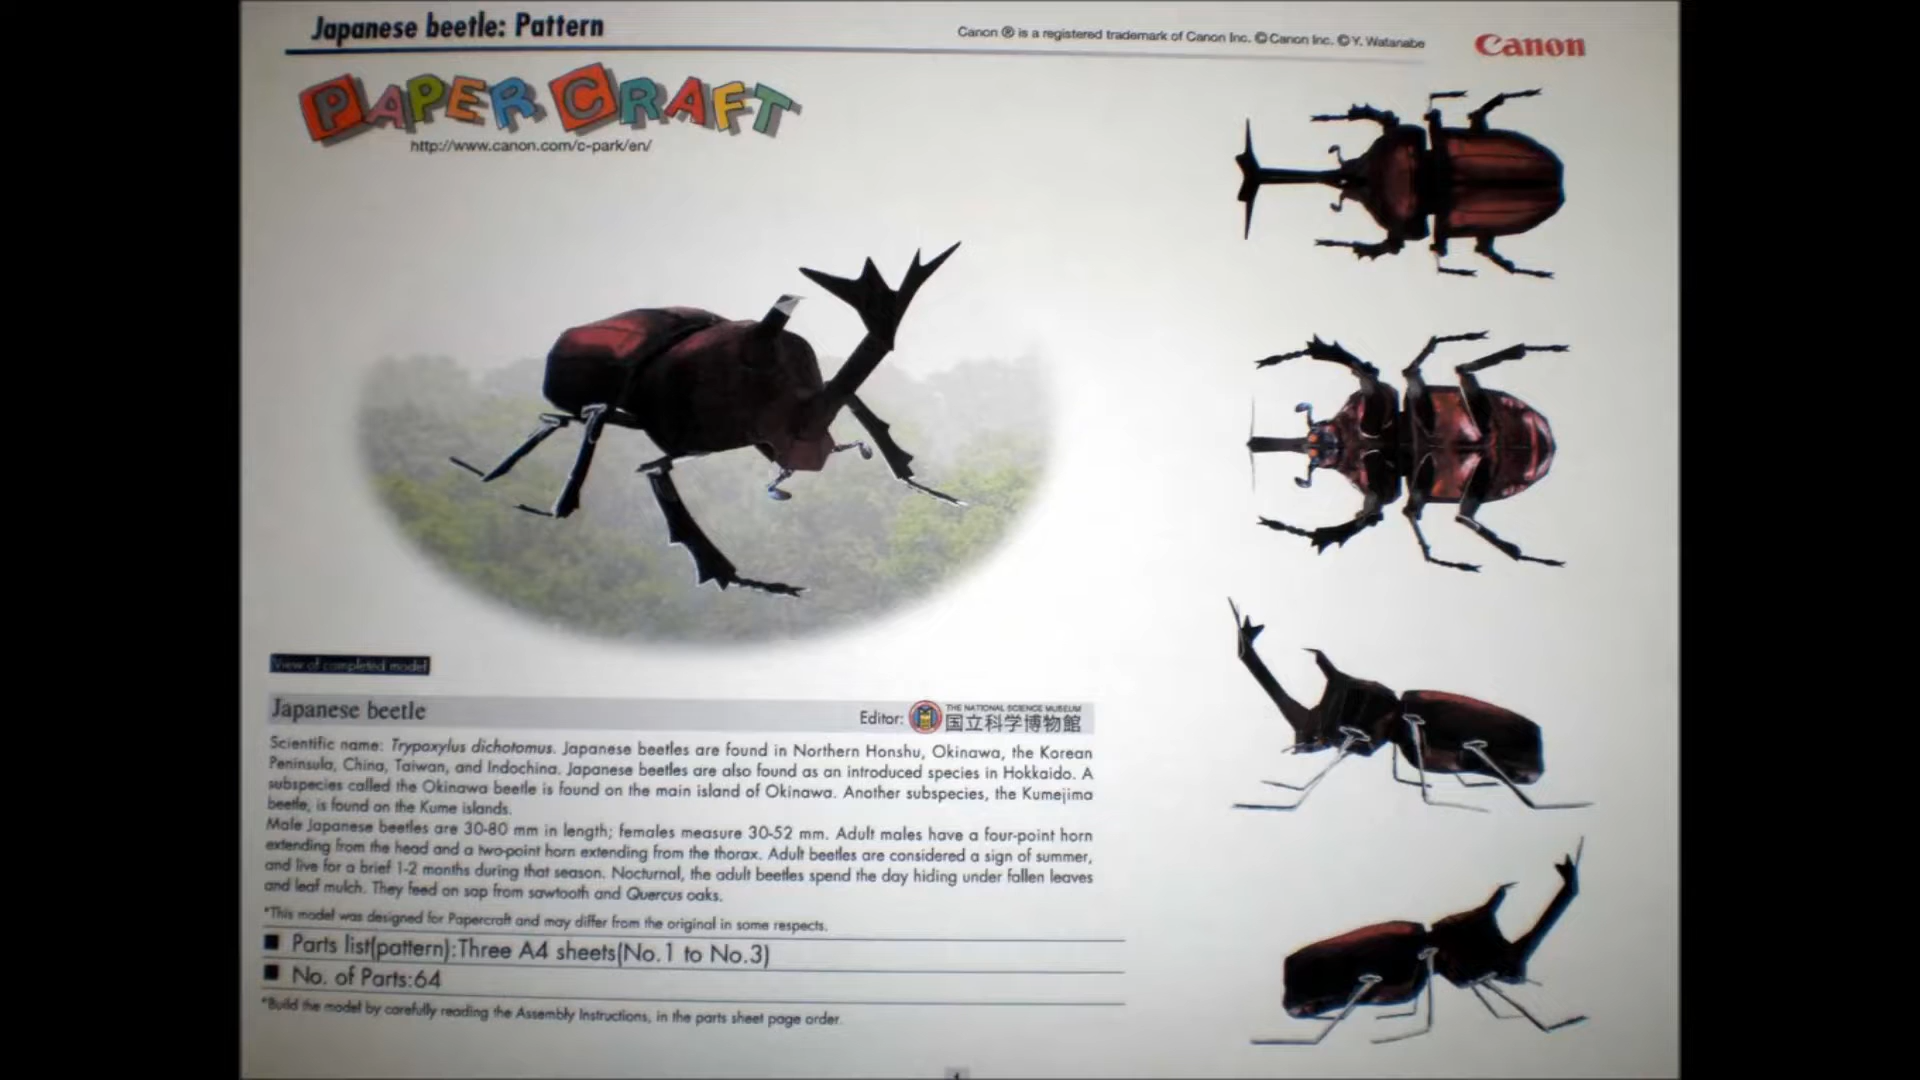 Japanese beetle: Pattern
Canon ® is a registered trademark of Canon Inc. © Canon Inc. © Y. Watanabe
Canon
PAPER CRAFT
http://www.canon.com/c-park/en/
View of completed model
Japanese beetle
Editor:
THE NATIONAL SCIENCE MUSEUM
国立科学博物館
Scientific name: Trypoxylus dichotomus. Japanese beetles are found in Northern Honshu, Okinawa, the Korean
Peninsula, China, Taiwan, and Indochina. Japanese beetles are also found as an introduced species in Hokkaido. A
subspecies called the Okinawa beetle is found on the main island of Okinawa. Another subspecies, the Kumejima
beetle, is found on the Kume islands.
Male Japanese beetles are 30-80 mm in length; females measure 30-52 mm. Adult males have a four-point horn
extending from the head and a two-point horn extending from the thorax. Adult beetles are considered a sign of summer,
and live for a brief 1-2 months during that season. Nocturnal, the adult beetles spend the day hiding under fallen leaves
and leaf mulch. They feed on sap from sawtooth and Quercus oaks.
*This model was designed for Papercraft and may differ from the original in some respects.
■ Parts list(pattern):Three A4 sheets(No.1 to No.3)
■ No. of Parts:64
*Build the model by carefully reading the Assembly Instructions, in the parts sheet page order.